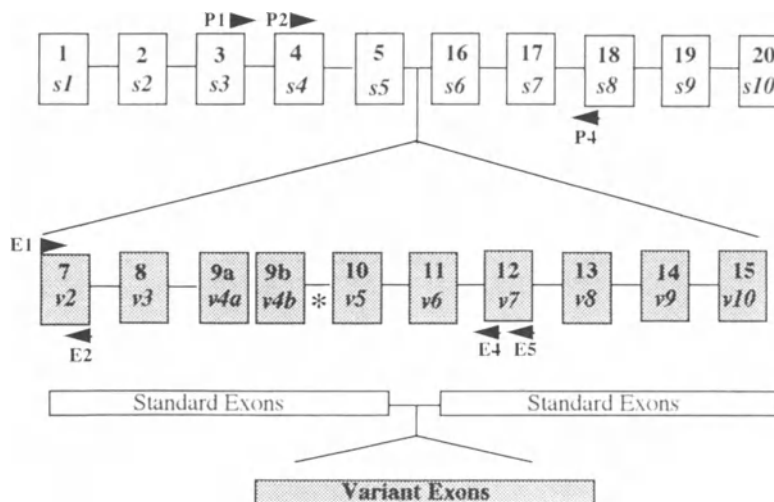 P1 P2
1 2 3 4 5 16 17 18 19 20
s1 s2 s3 s4 s5 s6 s7 s8 s9 s10
P4
E1
7 8 9a 9b 10 11 12 13 14 15
v2 v3 v4a v4b * v5 v6 v7 v8 v9 v10
E2 E4 E5
Standard Exons Standard Exons
Variant Exons